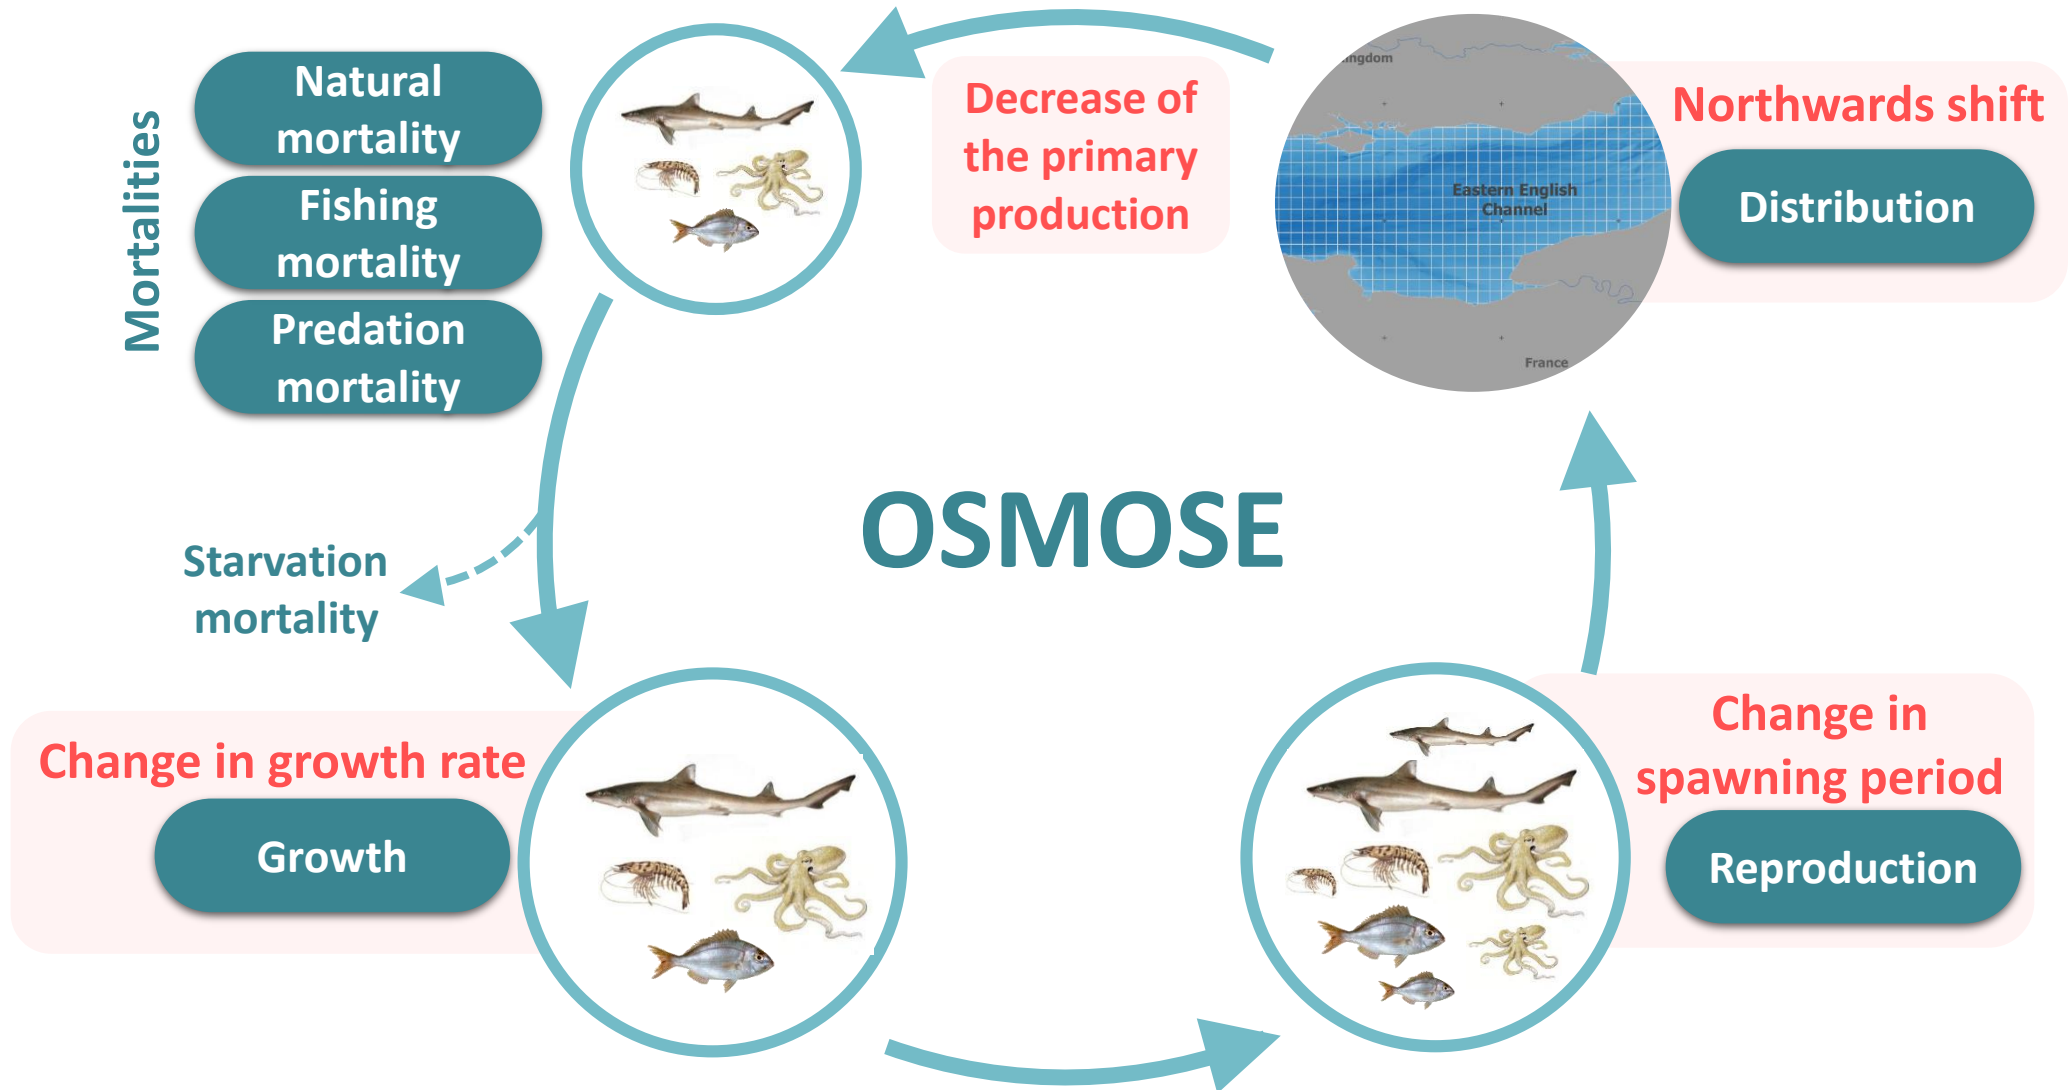 Mortalities
Natural
mortality
Fishing
mortality
Predation
mortality
Decrease of
the primary
production
ingdom
Eastern English
Channel
France
Northwards shift
Distribution
OSMOSE
Starvation
mortality
Change in growth rate
Growth
Change in
spawning period
Reproduction